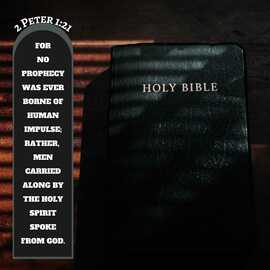 2 Peter 1:21
FOR
NO
PROPHECY
WAS EVER
BORNE OF
HUMAN
IMPULSE;
RATHER,
MEN
CARRIED
ALONG BY
THE HOLY
SPIRIT
SPOKE
FROM GOD.
HOLY BIBLE